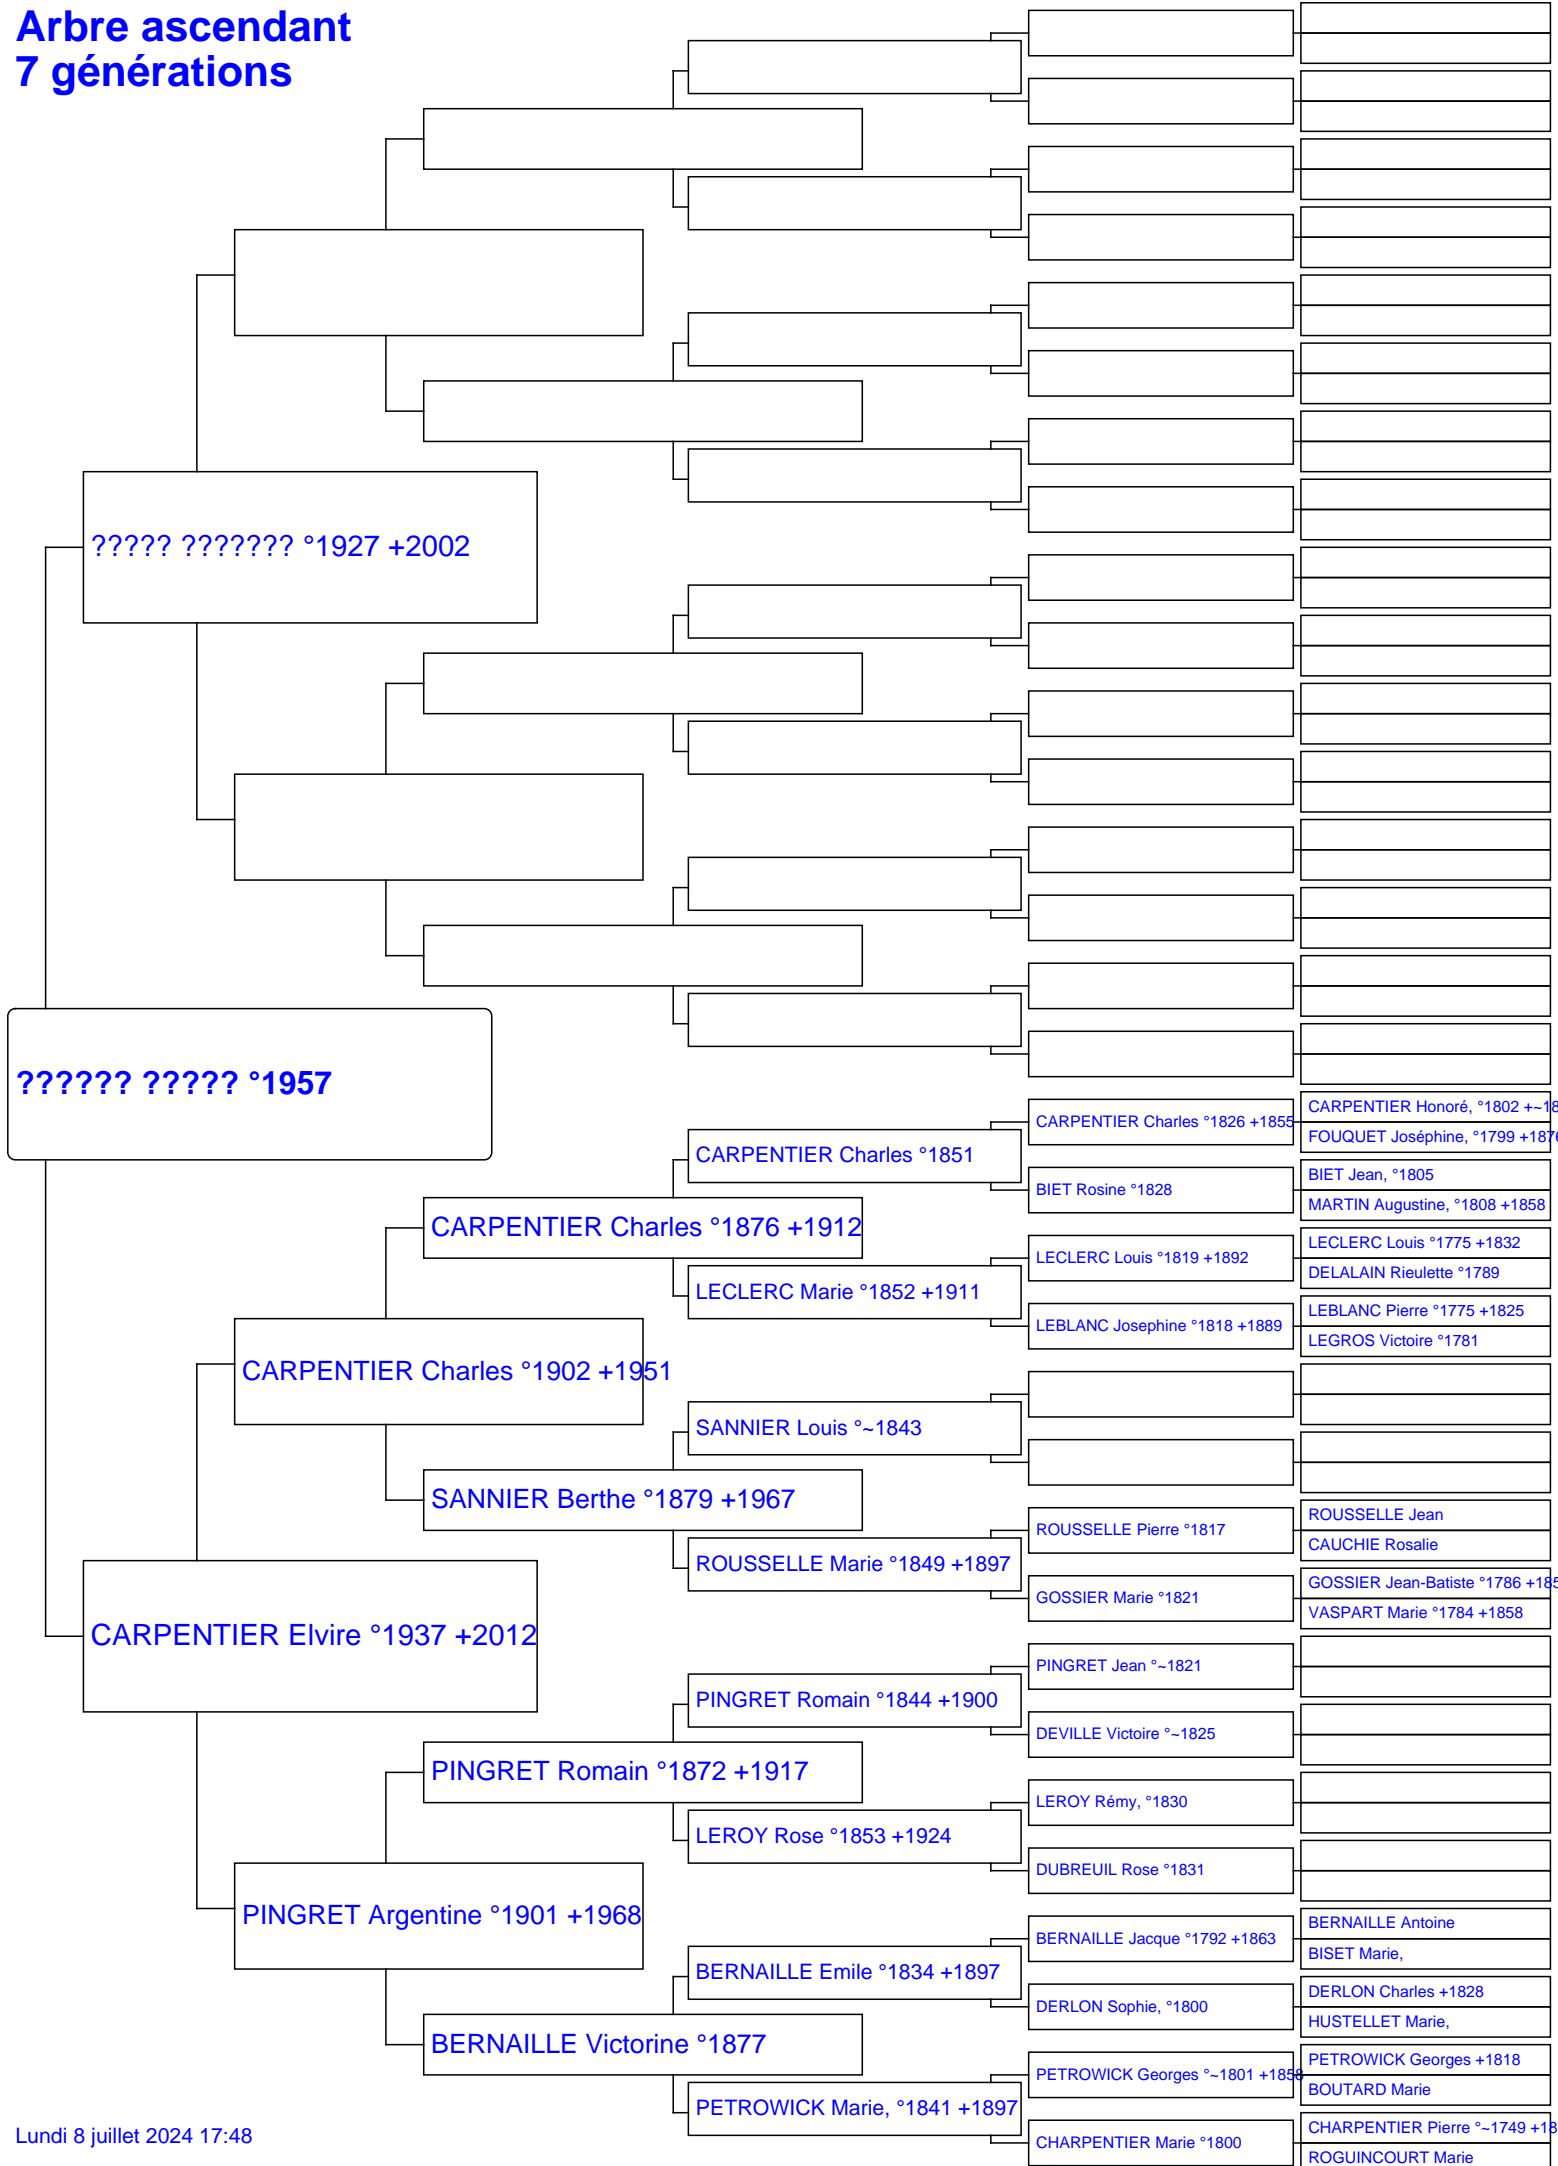 Arbre ascendant
7 générations
????? ??????? °1927 +2002
?????? ????? °1957
CARPENTIER Elvire °1937 +2012
CARPENTIER Charles °1902 +1951
PINGRET Argentine °1901 +1968
CARPENTIER Charles °1876 +1912
SANNIER Berthe °1879 +1967
PINGRET Romain °1872 +1917
BERNAILLE Victorine °1877
CARPENTIER Charles °1851
LECLERC Marie °1852 +1911
SANNIER Louis °~1843
ROUSSELLE Marie °1849 +1897
PINGRET Romain °1844 +1900
LEROY Rose °1853 +1924
BERNAILLE Emile °1834 +1897
PETROWICK Marie, °1841 +1897
CARPENTIER Charles °1826 +1855
BIET Rosine °1828
LECLERC Louis °1819 +1892
LEBLANC Josephine °1818 +1889
ROUSSELLE Pierre °1817
GOSSIER Marie °1821
PINGRET Jean °~1821
DEVILLE Victoire °~1825
LEROY Rémy, °1830
DUBREUIL Rose °1831
BERNAILLE Jacque °1792 +1863
DERLON Sophie, °1800
PETROWICK Georges °~1801 +1858
CHARPENTIER Marie °1800
CARPENTIER Honoré, °1802 +~18
FOUQUET Joséphine, °1799 +1876
BIET Jean, °1805
MARTIN Augustine, °1808 +1858
LECLERC Louis °1775 +1832
DELALAIN Rieulette °1789
LEBLANC Pierre °1775 +1825
LEGROS Victoire °1781
ROUSSELLE Jean
CAUCHIE Rosalie
GOSSIER Jean-Batiste °1786 +185
VASPART Marie °1784 +1858
BERNAILLE Antoine
BISET Marie,
DERLON Charles +1828
HUSTELLET Marie,
PETROWICK Georges +1818
BOUTARD Marie
CHARPENTIER Pierre °~1749 +18
ROGUINCOURT Marie
Lundi 8 juillet 2024 17:48